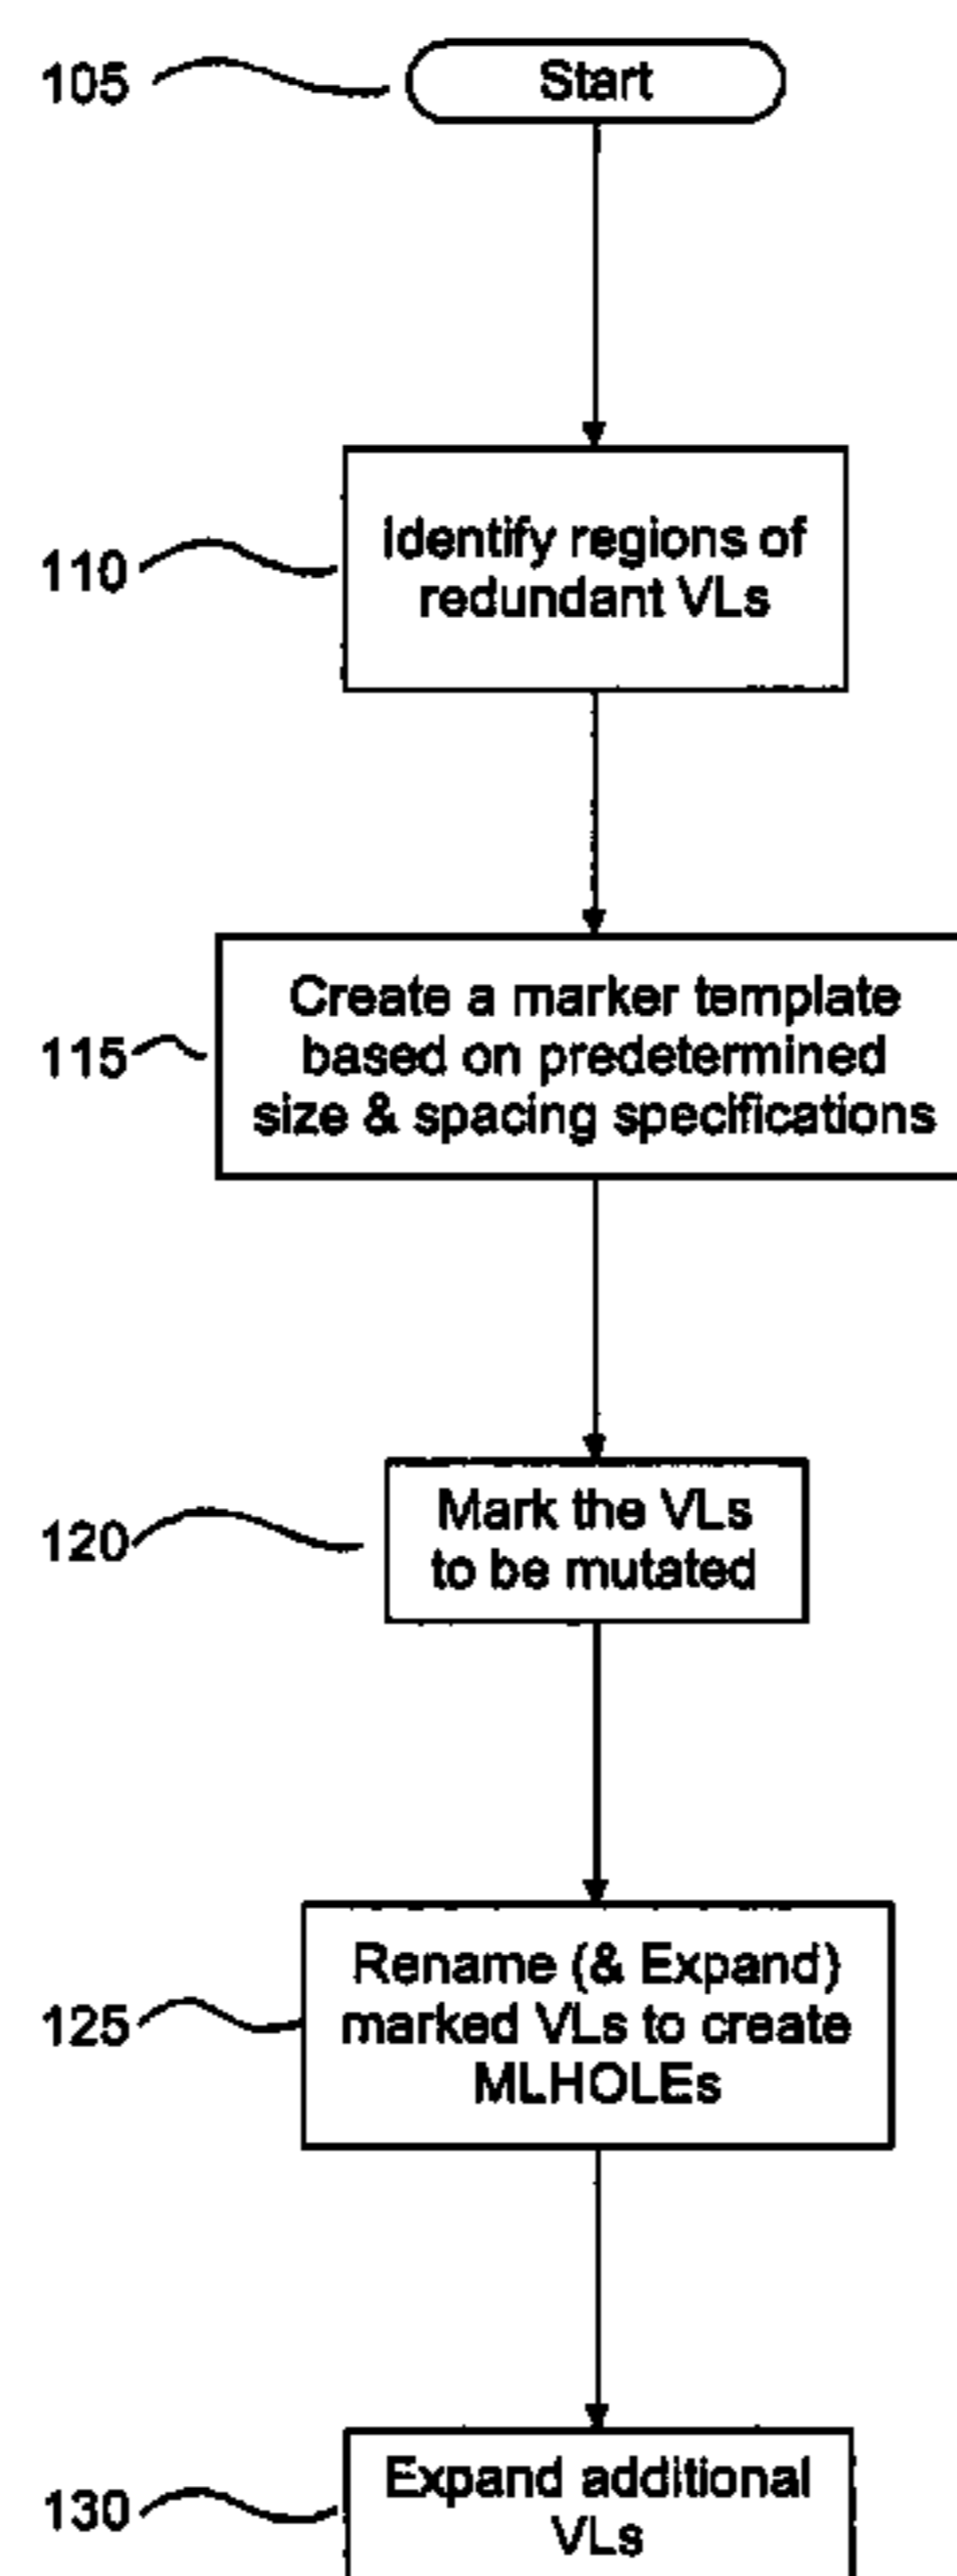 105
Start
110
Identify regions of
redundant VLs
115
Create a marker template
based on predetermined
size & spacing specifications
120
Mark the VLs
to be mutated
125
Rename (& Expand)
marked VLs to create
MLHOLEs
130
Expand additional
VLs